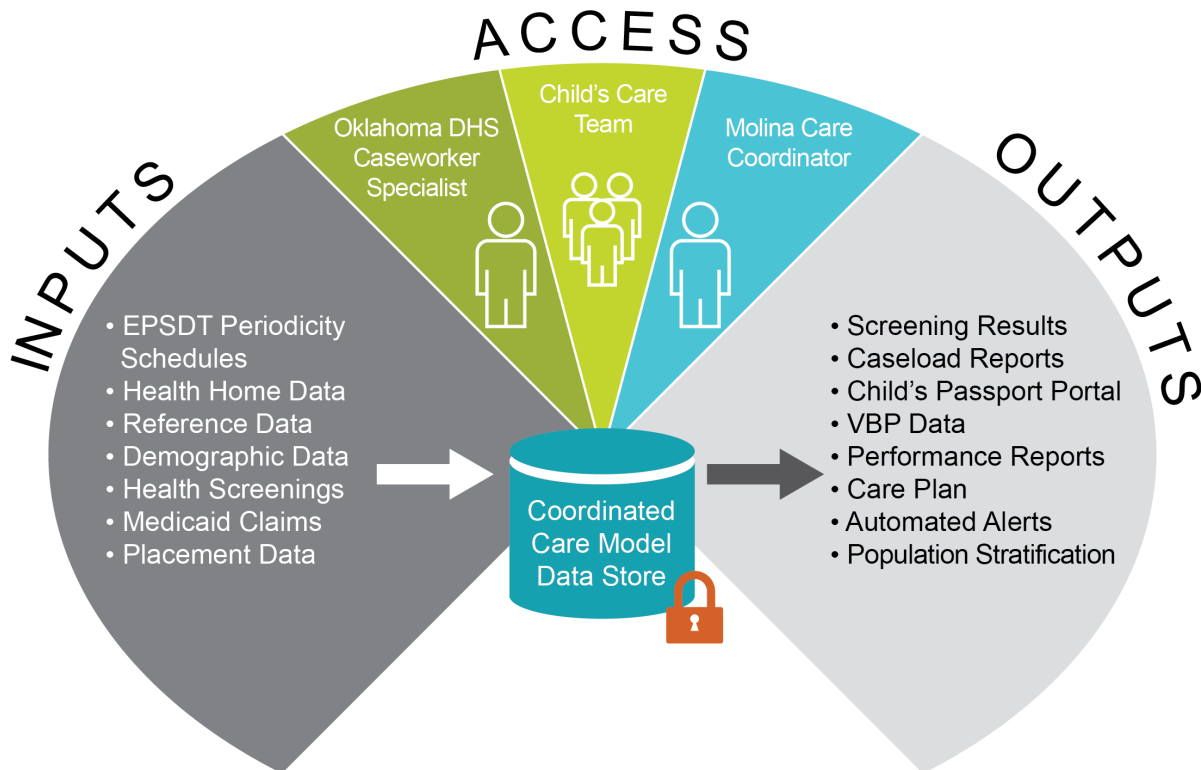 ACCESS
INPUTS
OUTPUTS
Oklahoma DHS
Caseworker
Specialist
Child's Care
Team
Molina Care
Coordinator
• EPSDT Periodicity
Schedules
• Health Home Data
• Reference Data
• Demographic Data
• Health Screenings
• Medicaid Claims
• Placement Data
Coordinated
Care Model
Data Store
• Screening Results
• Caseload Reports
• Child's Passport Portal
• VBP Data
• Performance Reports
• Care Plan
• Automated Alerts
• Population Stratification